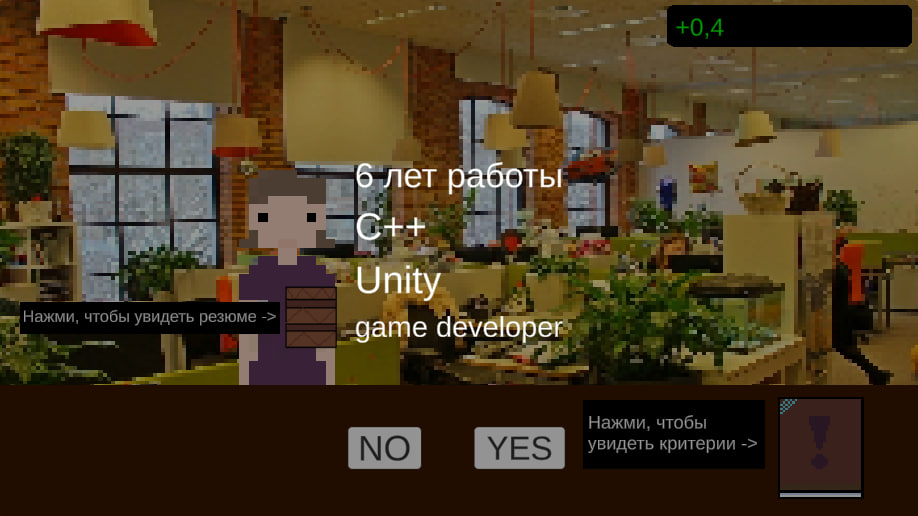 +0,4
6 лет работы
C++
Unity
game developer
Нажми, чтобы увидеть резюме ->
NO
YES
Нажми, чтобы
увидеть критерии ->
!